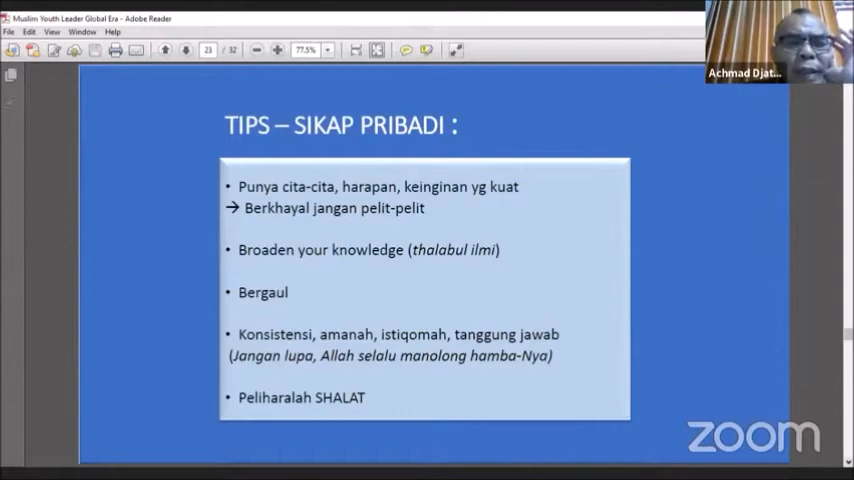 Muslim Youth Leader Global Era - Adobe Reader
File Edit View Window Help
23 / 32 77.5%
Achmad Djat...
TIPS – SIKAP PRIBADI :
• Punya cita-cita, harapan, keinginan yg kuat
→ Berkhayal jangan pelit-pelit
• Broaden your knowledge (thalabul ilmi)
• Bergaul
• Konsistensi, amanah, istiqomah, tanggung jawab
(Jangan lupa, Allah selalu manolong hamba-Nya)
• Peliharalah SHALAT
zoom